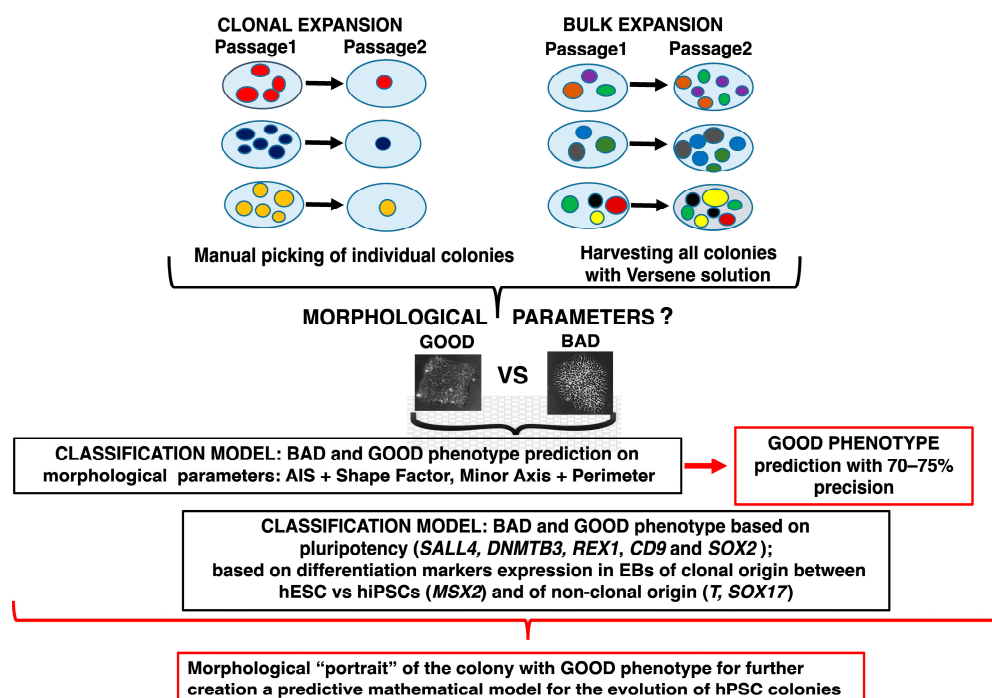 CLONAL EXPANSION
Passage1 Passage2
BULK EXPANSION
Passage1 Passage2
Manual picking of individual colonies
Harvesting all colonies
with Versene solution
MORPHOLOGICAL PARAMETERS ?
GOOD
VS
BAD
CLASSIFICATION MODEL: BAD and GOOD phenotype prediction on
morphological parameters: AIS + Shape Factor, Minor Axis + Perimeter
GOOD PHENOTYPE
prediction with 70–75%
precision
CLASSIFICATION MODEL: BAD and GOOD phenotype based on
pluripotency (SALL4, DNMTB3, REX1, CD9 and SOX2 );
based on differentiation markers expression in EBs of clonal origin between
hESC vs hiPSCs (MSX2) and of non-clonal origin (T, SOX17)
Morphological “portrait” of the colony with GOOD phenotype for further
creation a predictive mathematical model for the evolution of hPSC colonies